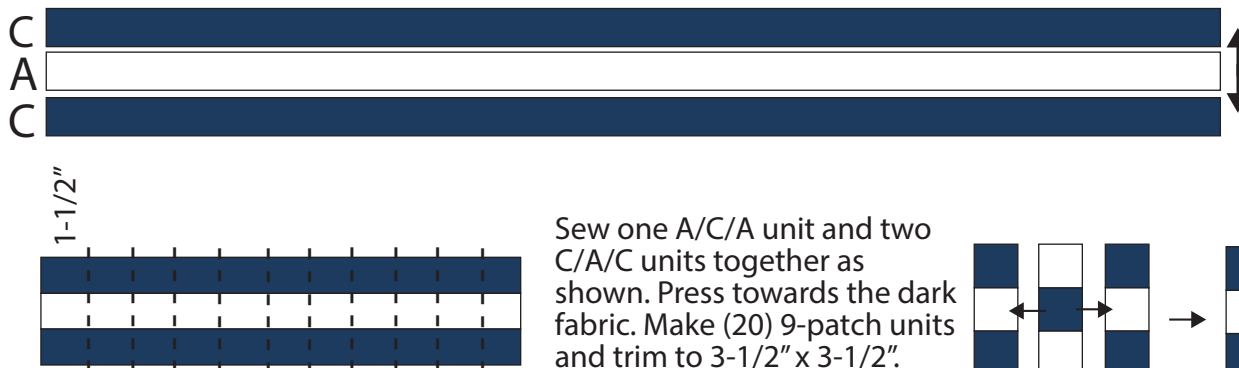 C
A
C
1-1/2”
Sew one A/C/A unit and two
C/A/C units together as
shown. Press towards the dark
fabric. Make (20) 9-patch units
and trim to 3-1/2” x 3-1/2”.